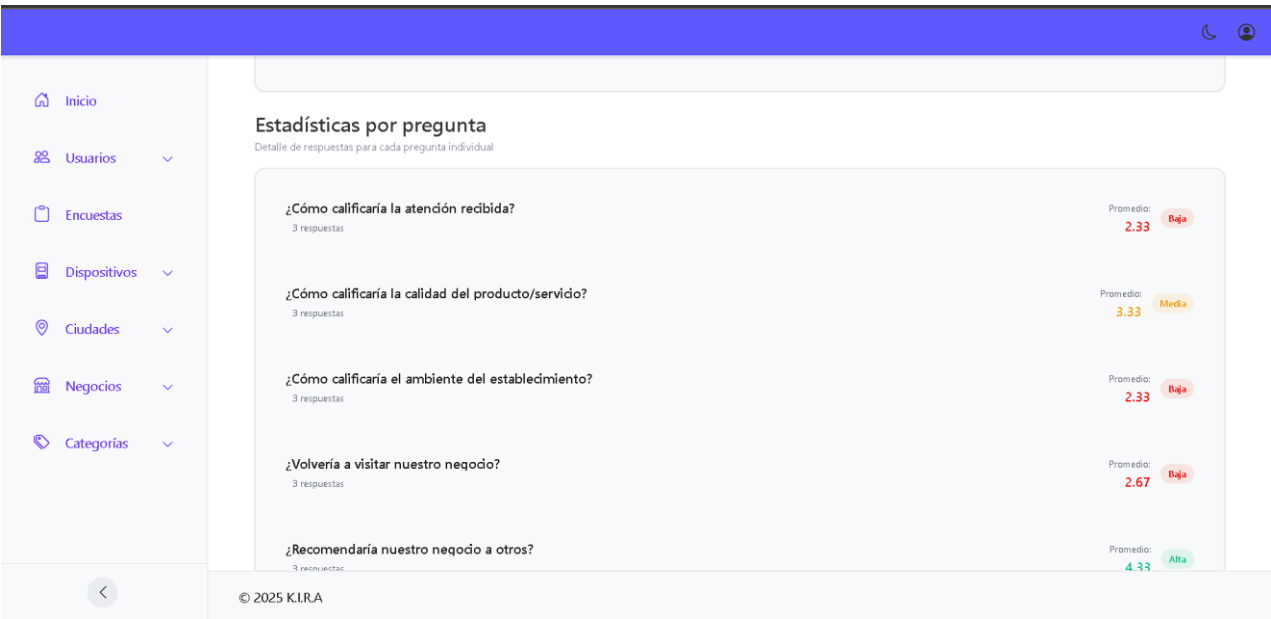 Inicio
Usuarios
Encuestas
Dispositivos
Ciudades
Negocios
Categorías
Estadísticas por pregunta
Detalle de respuestas para cada pregunta individual
¿Cómo calificaría la atención recibida?
3 respuestas
Promedio:
2.33
Baja
¿Cómo calificaría la calidad del producto/servicio?
3 respuestas
Promedio:
3.33
Media
¿Cómo calificaría el ambiente del establecimiento?
3 respuestas
Promedio:
2.33
Baja
¿Volvería a visitar nuestro negocio?
3 respuestas
Promedio:
2.67
Baja
¿Recomendaría nuestro negocio a otros?
3 respuestas
Promedio:
4.33
Alta
© 2025 K.I.R.A